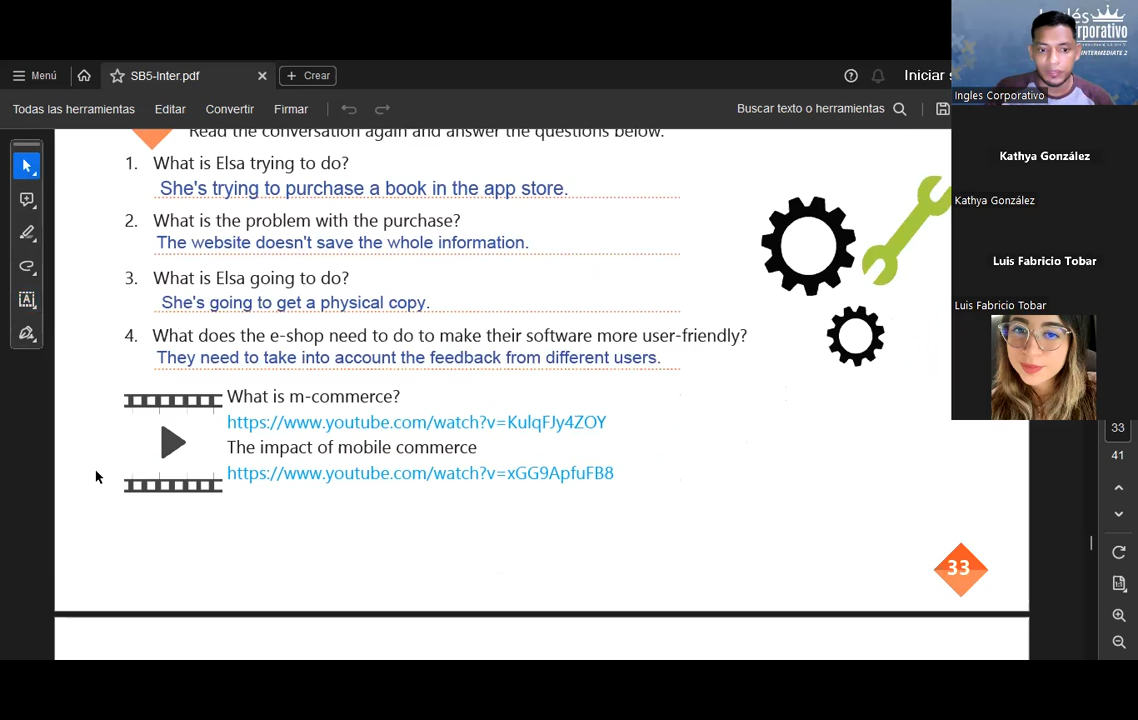 Menú
SB5-Inter.pdf
Crear
Iniciar s
Todas las herramientas
Editar
Convertir
Firmar
Buscar texto o herramientas
Read the conversation again and answer the questions below.
1. What is Elsa trying to do?
She's trying to purchase a book in the app store.
2. What is the problem with the purchase?
The website doesn't save the whole information.
3. What is Elsa going to do?
She's going to get a physical copy.
4. What does the e-shop need to do to make their software more user-friendly?
They need to take into account the feedback from different users.
What is m-commerce?
https://www.youtube.com/watch?v=KulqFJy4ZOY
The impact of mobile commerce
https://www.youtube.com/watch?v=xGG9ApfuFB8
33
INTERMEDIATE 2
Ingles Corporativo
Kathya González
Kathya González
Luis Fabricio Tobar
Luis Fabricio Tobar
33
41